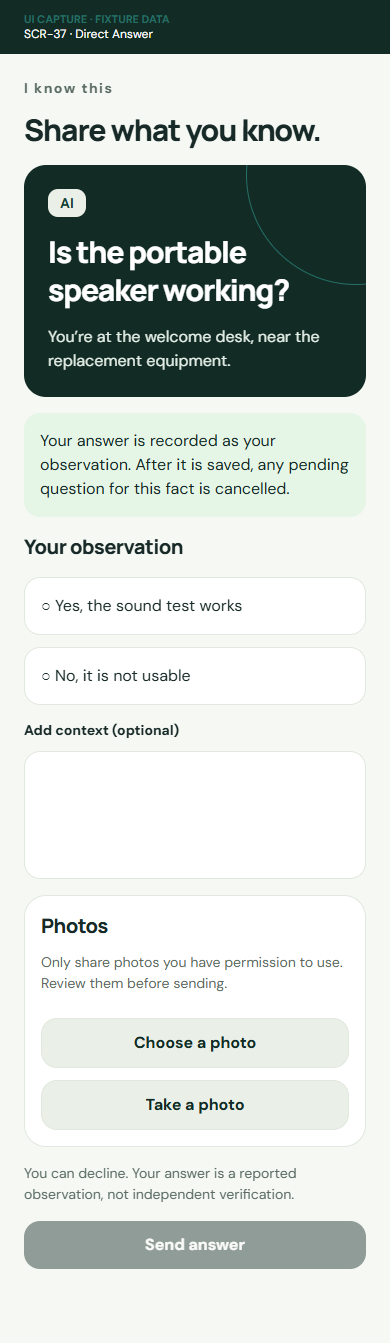 UI CAPTURE · FIXTURE DATA
SCR-37 · Direct Answer
I know this
Share what you know.
AI
Is the portable
speaker working?
You’re at the welcome desk, near the
replacement equipment.
Your answer is recorded as your
observation. After it is saved, any pending
question for this fact is cancelled.
Your observation
○ Yes, the sound test works
○ No, it is not usable
Add context (optional)
Photos
Only share photos you have permission to use.
Review them before sending.
Choose a photo
Take a photo
You can decline. Your answer is a reported
observation, not independent verification.
Send answer